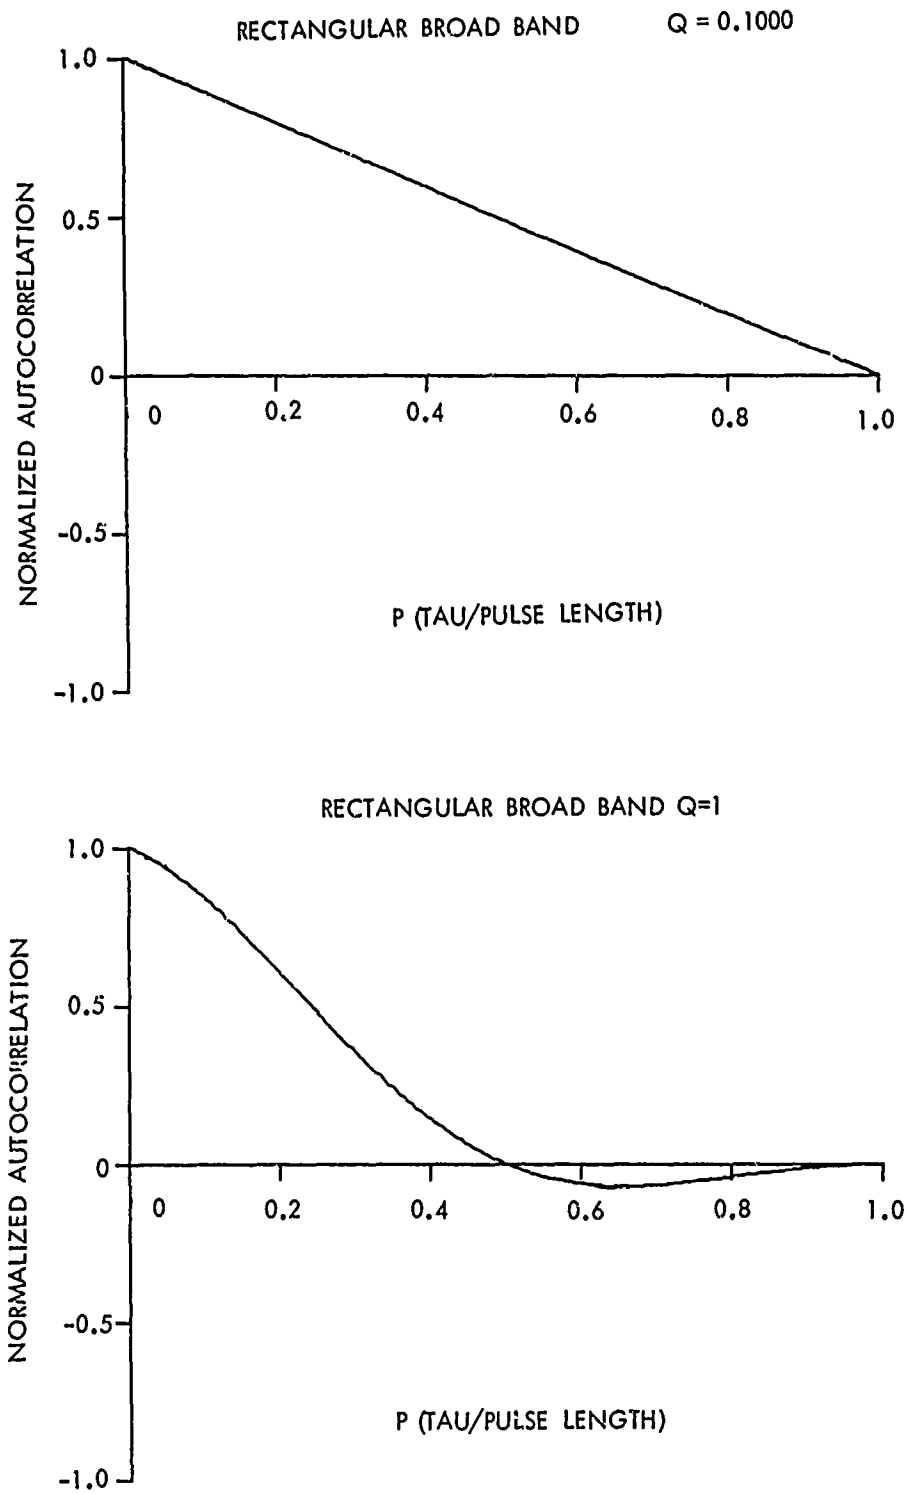 RECTANGULAR BROAD BAND Q = 0.1000
1.0
0.5
0
-0.5
-1.0
NORMALIZED AUTOCORRELATION
0 0.2 0.4 0.6 0.8 1.0
P (TAU/PULSE LENGTH)
RECTANGULAR BROAD BAND Q=1
1.0
0.5
0
-0.5
-1.0
NORMALIZED AUTOCORRELATION
0 0.2 0.4 0.6 0.8 1.0
P (TAU/PULSE LENGTH)